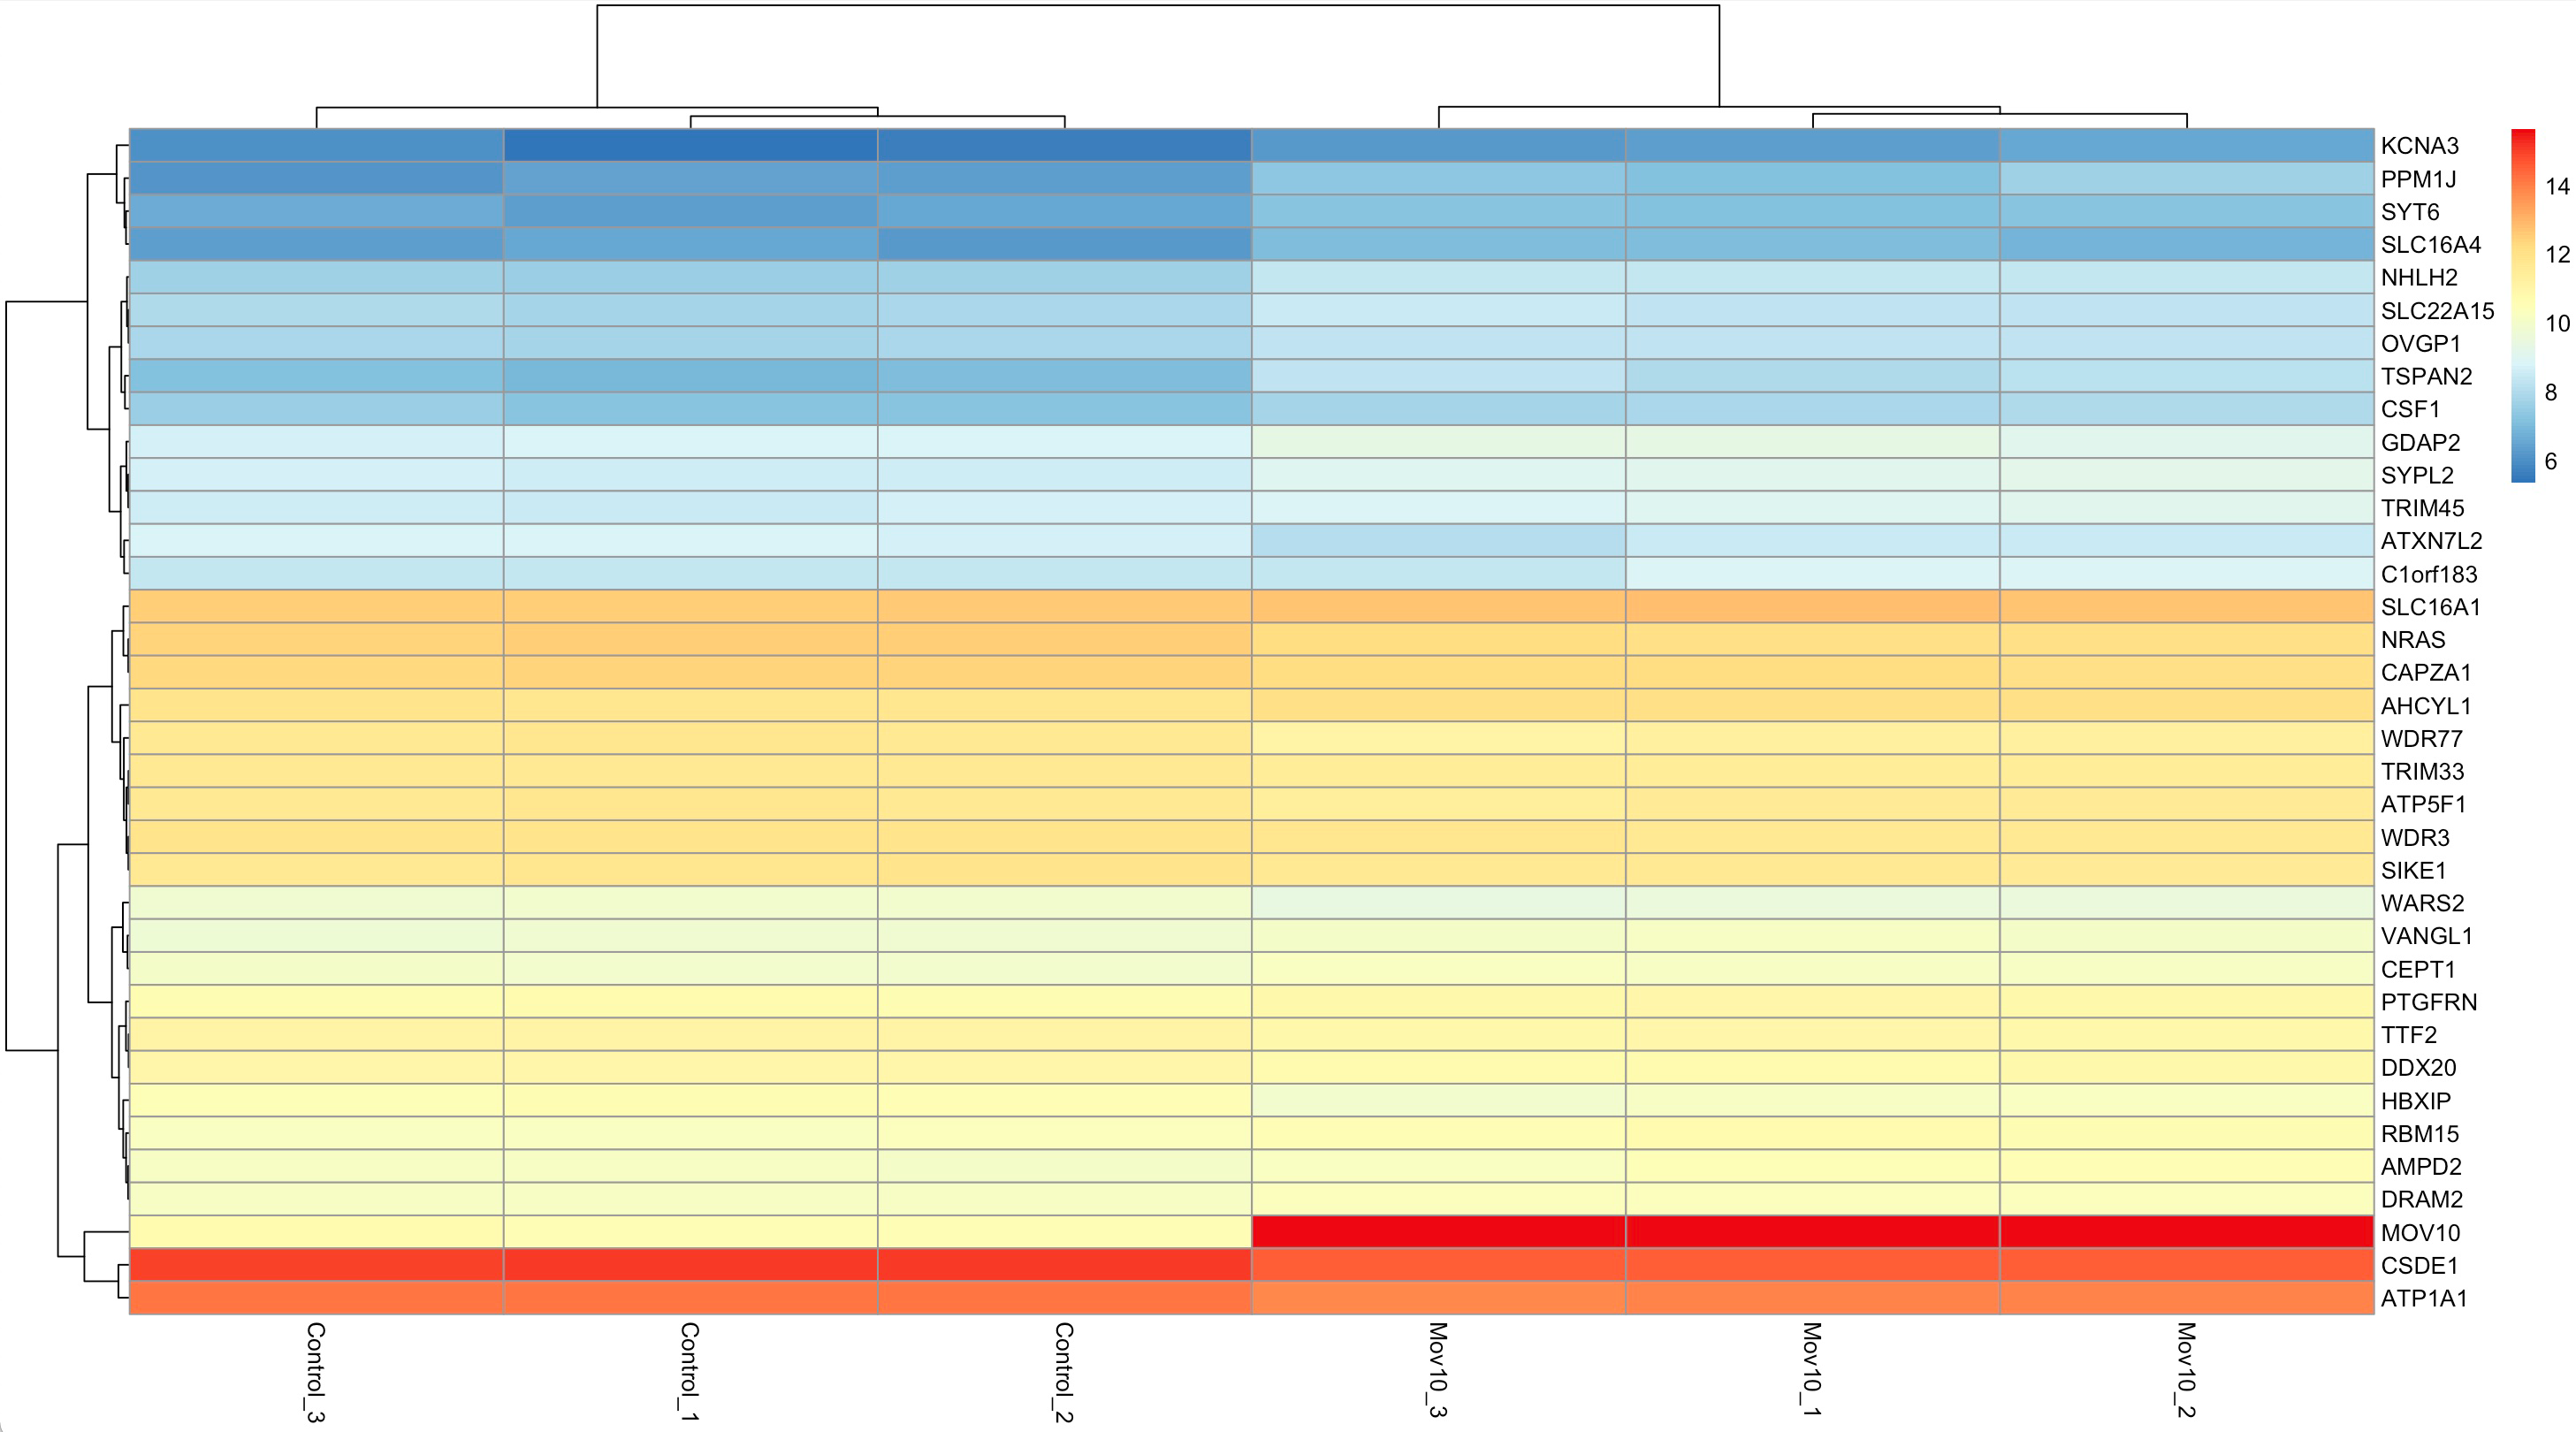 KCNA3
PPM1J
SYT6
SLC16A4
NHLH2
SLC22A15
OVGP1
TSPAN2
CSF1
GDAP2
SYPL2
TRIM45
ATXN7L2
C1orf183
SLC16A1
NRAS
CAPZA1
AHCYL1
WDR77
TRIM33
ATP5F1
WDR3
SIKE1
WARS2
VANGL1
CEPT1
PTGFRN
TTF2
DDX20
HBXIP
RBM15
AMPD2
DRAM2
MOV10
CSDE1
ATP1A1
14
12
10
8
6
Control_3
Control_1
Control_2
Mov10_3
Mov10_1
Mov10_2